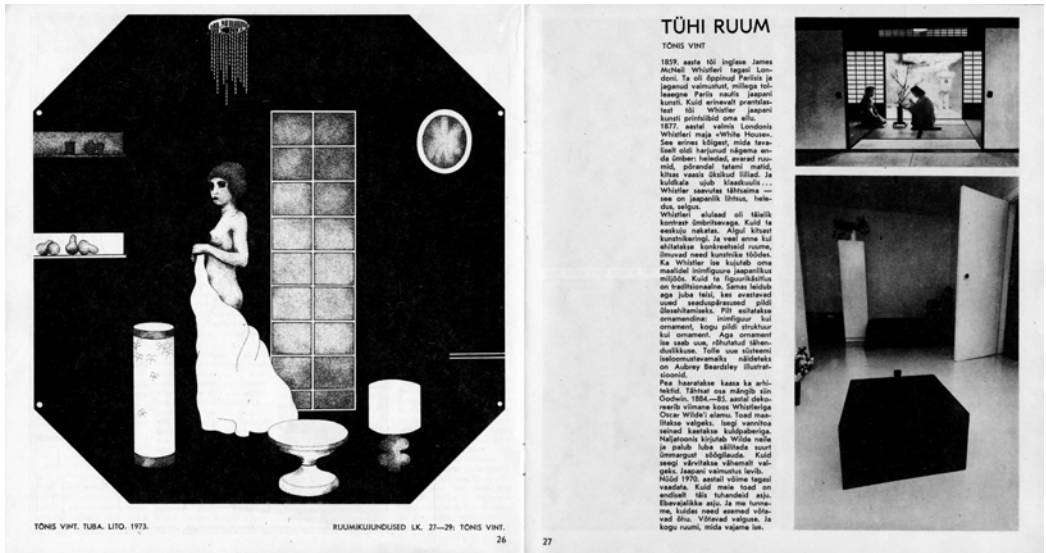 TÕNIS VINT. TUBA. LITO. 1973.
RUUMIKUJUNDUSED LK. 27—29: TÕNIS VINT.
26
27
TÜHI RUUM
TÕNIS VINT
1859. aasta tõi inglase James
McNeil Whistleri tagasi Lon-
doni. Ta oli õppinud Pariisis ja
jaganud vaimustust, millega tol-
leaegne Pariis nautis jaapani
kunsti. Kuid erinevalt prantslas-
test tõi Whistler jaapani
kunsti printsiibid oma ellu.
1877. aastal valmis Londonis
Whistleri maja «White House».
See erines kõigest, mida tava-
liselt oldi harjunud nägema en-
da ümber: heledad, avarad ruu-
mid, põrandal tatami matid,
kitsas vaasis üksikud liiliad. Ja
kuldkala ujub klaaskuulis...
Whistler saavutas tähtsaima —
see on jaapanlik lihtsus, hele-
dus, selgus.
Whistleri elulaad oli täielik
kontrast ümbritsevaga. Kuid ta
eeskuju nakatas. Algul kitsast
kunstnikeringi. Ja veel enne kui
ehitatakse konkreetseid ruume,
ilmuvad need kunstnike töödes.
Ka Whistler ise kujutab oma
maalidel inimfiguure jaapanlikus
miljöös. Kuid ta figuurikäsitlus
on traditsionaalne. Samas leidub
aga juba teisi, kes avastavad
uued seaduspärasused pildi
ülesehitamiseks. Pilt esitatakse
ornamendina: inimfiguur kui
ornament, kogu pildi struktuur
kui ornament. Aga ornament
ise saab uue, rõhutatud tähen-
duslikkuse. Tolle uue süsteemi
iseloomustavamaiks näideteks
on Aubrey Beardsley illustrat-
sioonid.
Pea haaratakse kaasa ka arhi-
tektid. Tähtsat osa mängib siin
Godwin. 1884.—85. aastal deko-
reerib viimane koos Whistleriga
Oscar Wilde'i elamu. Toad maa-
litakse valgeks. Isegi vannitoa
seinad kaetakse kuldpaberiga.
Naljatoonis kirjutab Wilde neile
ja palub luba säilitada suurt
ümmargust söögilauda. Kuid
seegi värvitakse vähemalt val-
geks. Jaapani vaimustus levib.
Nüüd 1970. aastail võime tagasi
vaadata. Kuid meie toad on
endiselt täis tuhandeid asju.
Ebavajalikke asju. Ja me tunne-
me, kuidas need asemed võta-
vad õhu. Võtavad valguse. Ja
kogu ruumi, mida vajame ise.